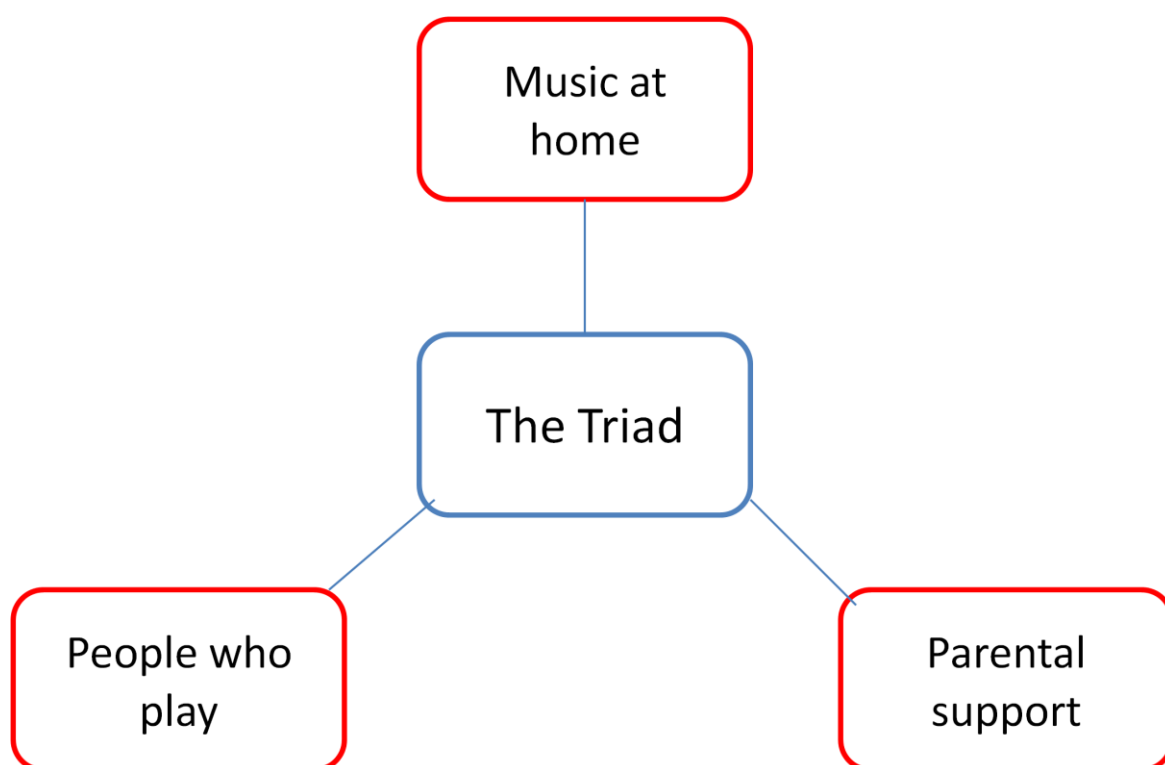 Music at
home
The Triad
People who
play
Parental
support